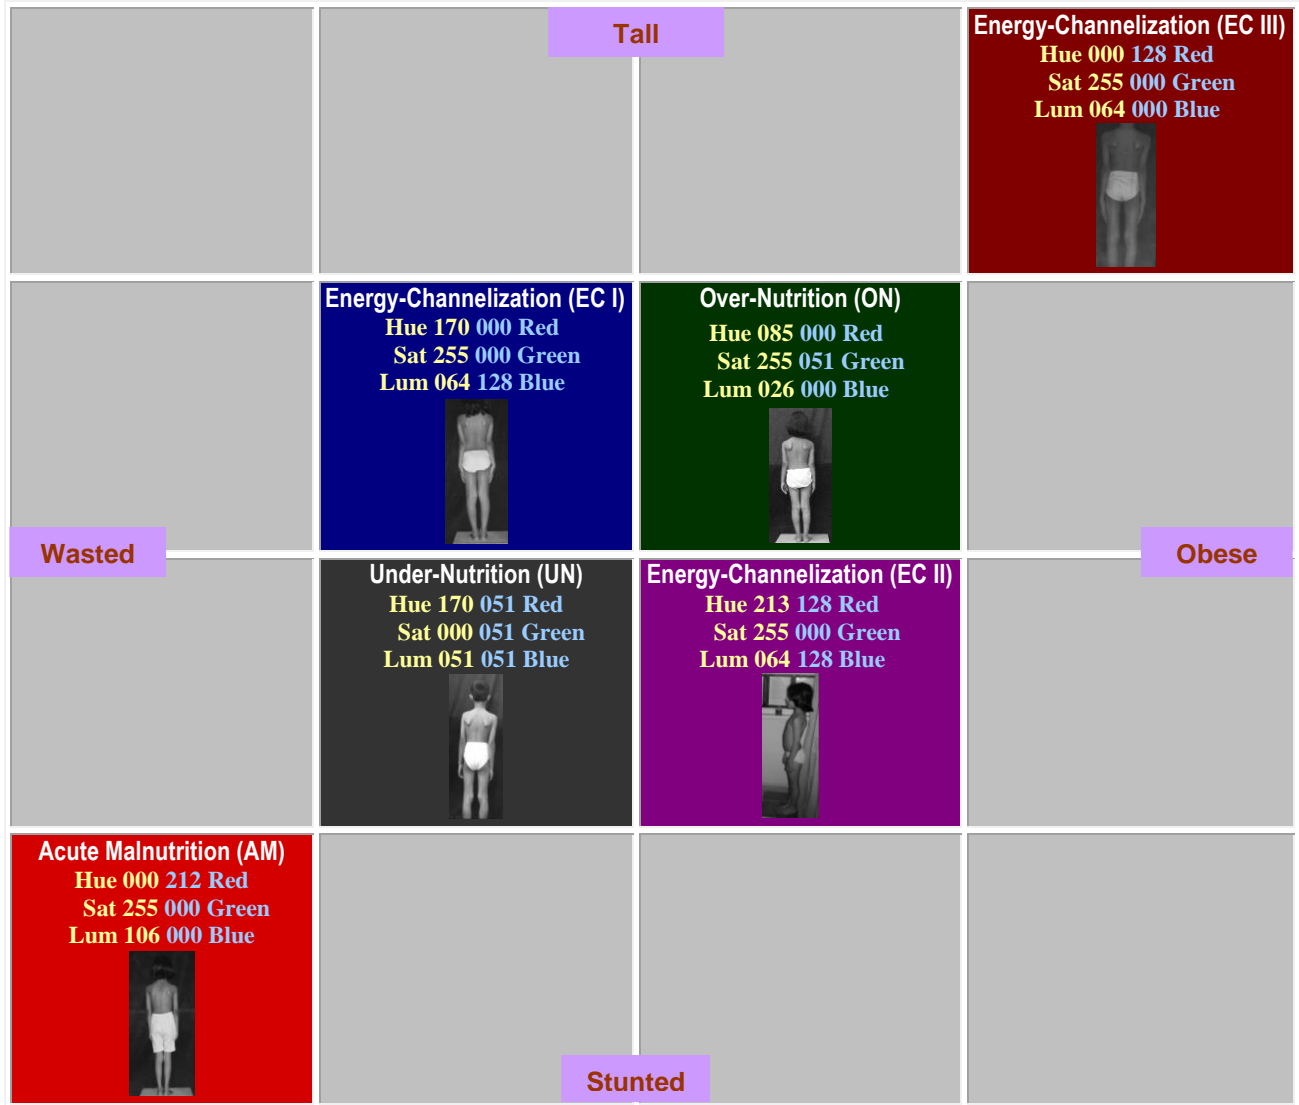 Tall
Energy-Channelization (EC III)
Hue 000 128 Red
Sat 255 000 Green
Lum 064 000 Blue
Energy-Channelization (EC I)
Hue 170 000 Red
Sat 255 000 Green
Lum 064 128 Blue
Over-Nutrition (ON)
Hue 085 000 Red
Sat 255 051 Green
Lum 026 000 Blue
Wasted
Obese
Under-Nutrition (UN)
Hue 170 051 Red
Sat 000 051 Green
Lum 051 051 Blue
Energy-Channelization (EC II)
Hue 213 128 Red
Sat 255 000 Green
Lum 064 128 Blue
Acute Malnutrition (AM)
Hue 000 212 Red
Sat 255 000 Green
Lum 106 000 Blue
Stunted